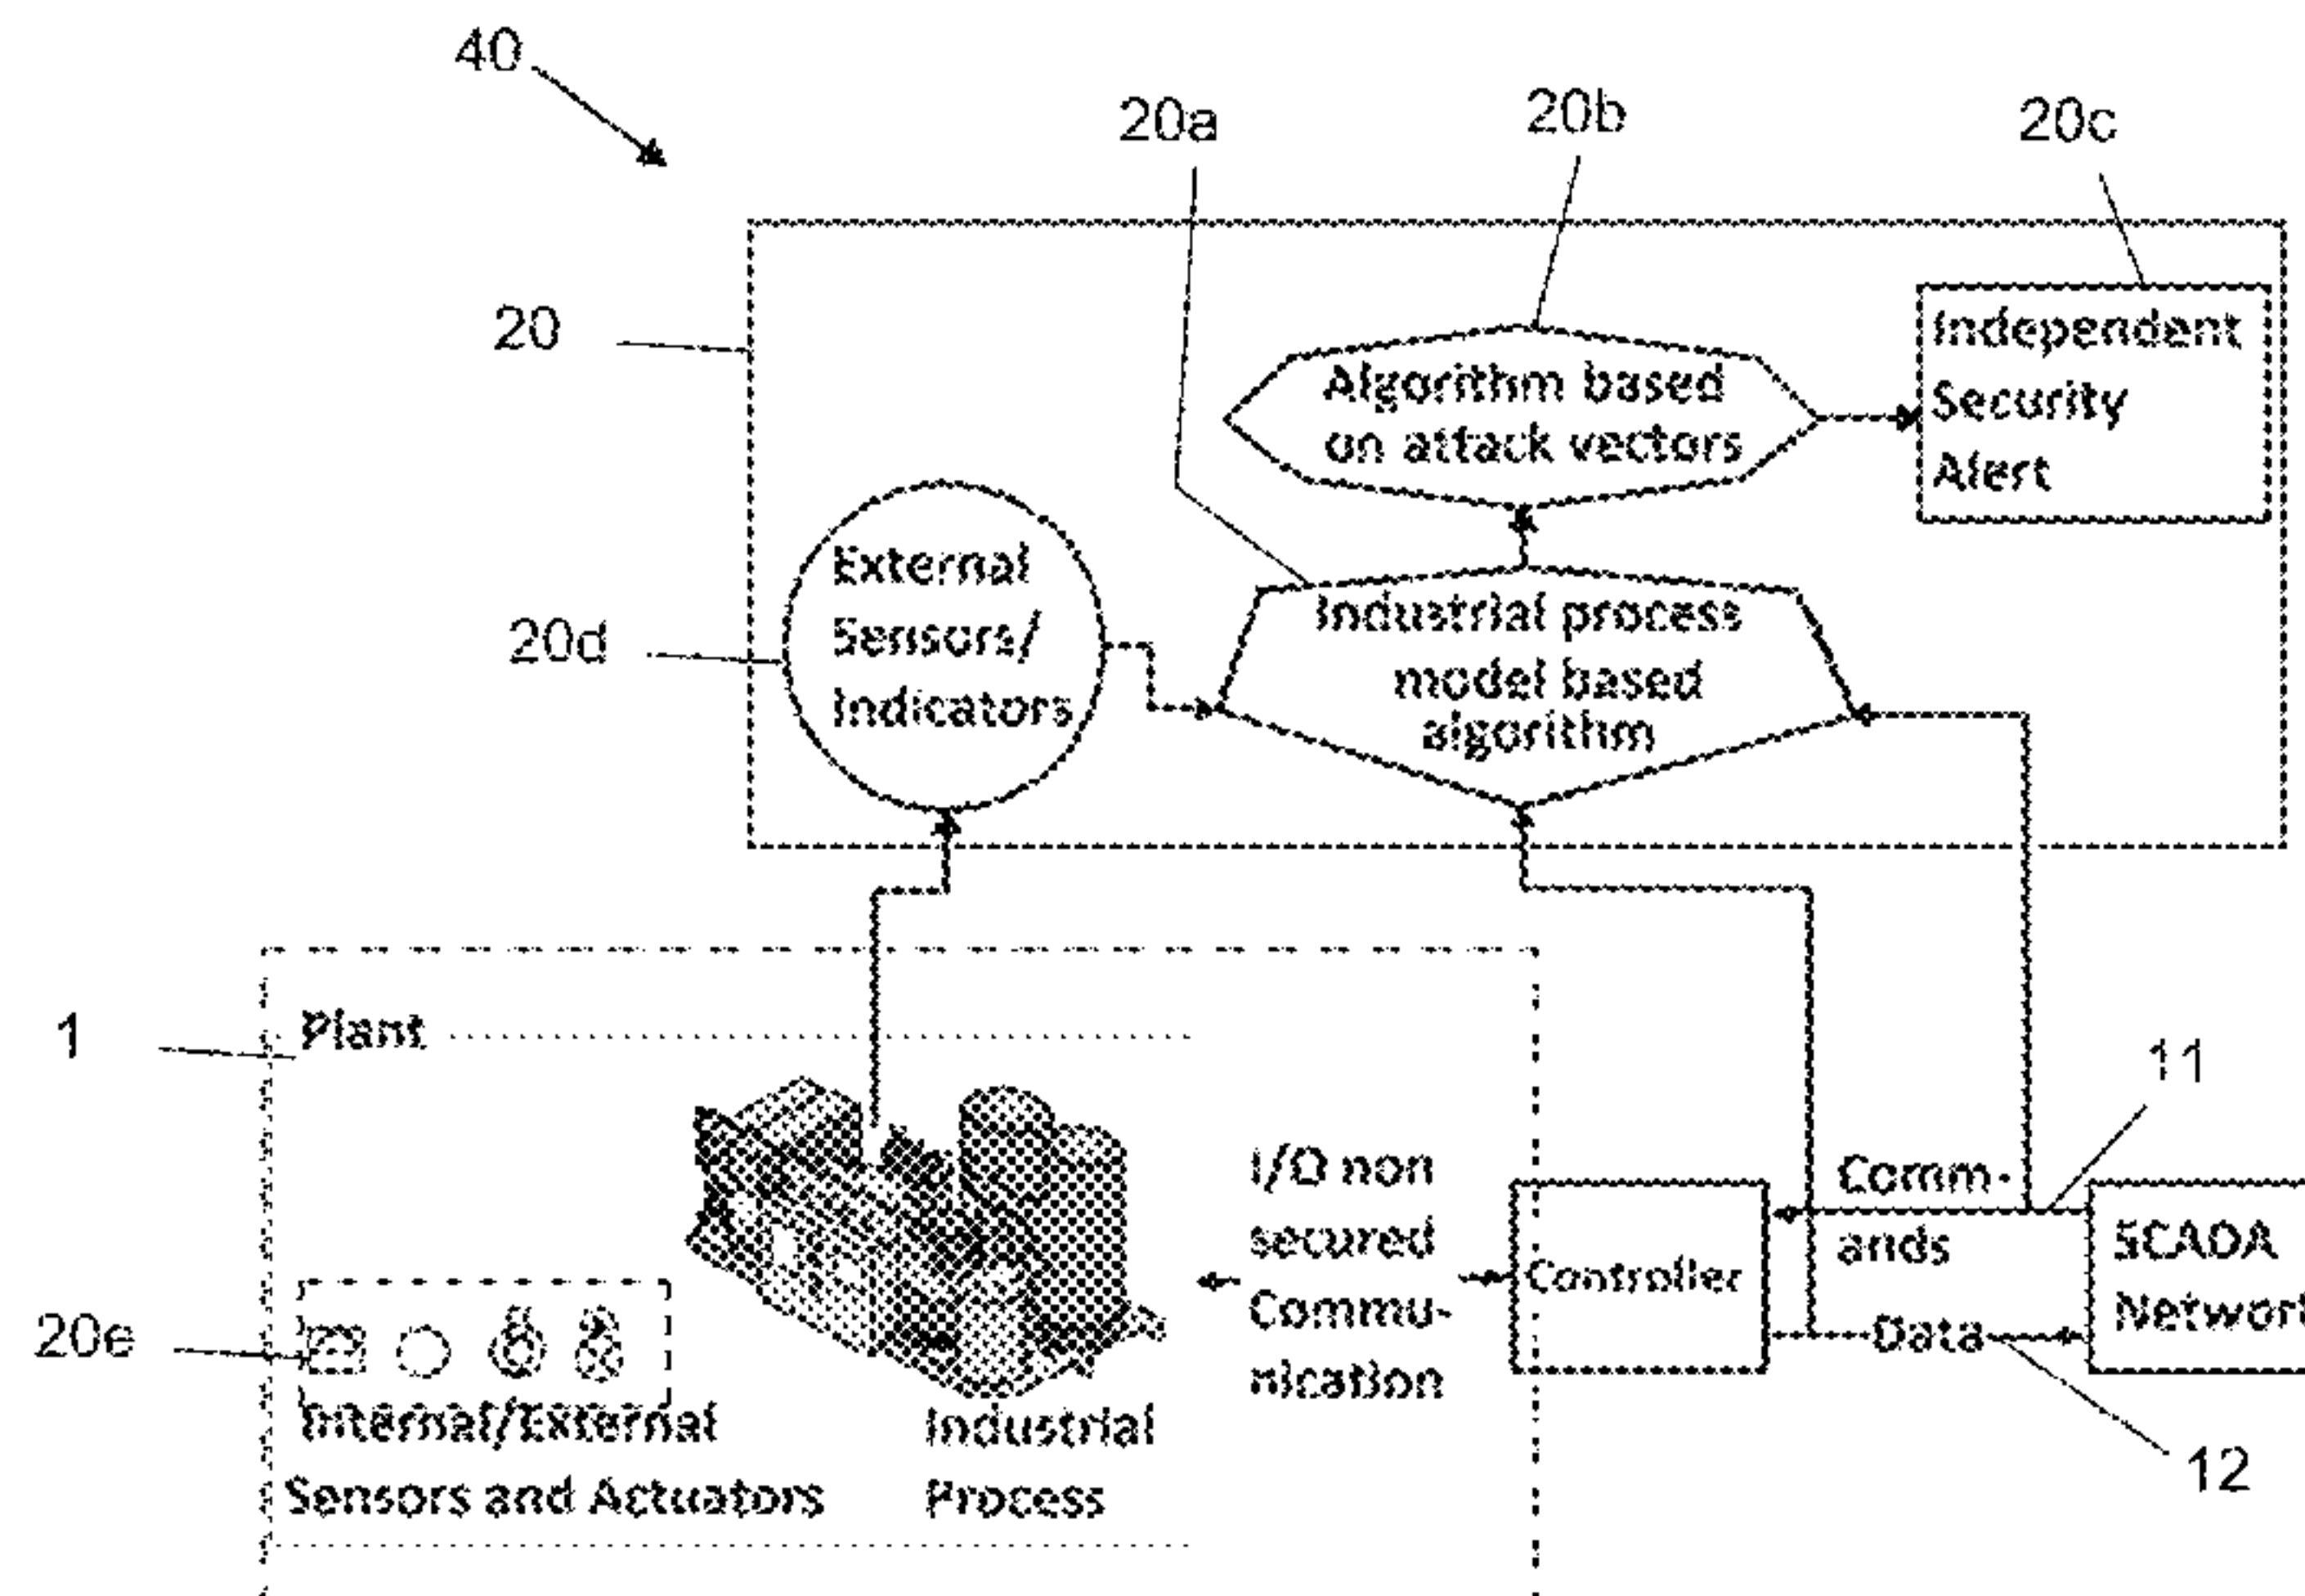 40
20a
20b
20c
20
Independent
Security
Alert
Algorithm based
on attack vectors
External
Sensors/
Indicators
20d
Industrial process
model based
algorithm
1
Plant
11
I/O non
secured
Commu-
nication
Controller
Comm-
ands
Data
SCADA
Network
20e
Internal/External
Sensors and Actuators
Industrial
Process
12